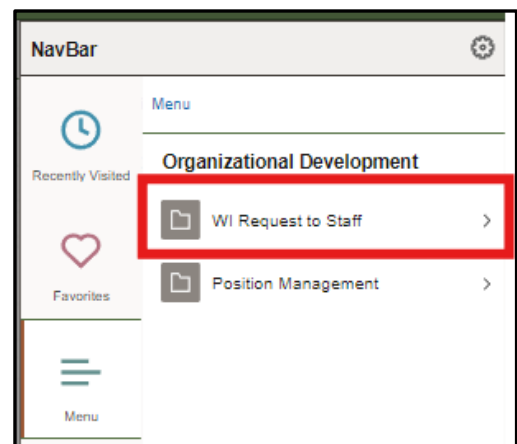 NavBar
Menu
Organizational Development
Recently Visited
WI Request to Staff
Favorites
Position Management
Menu